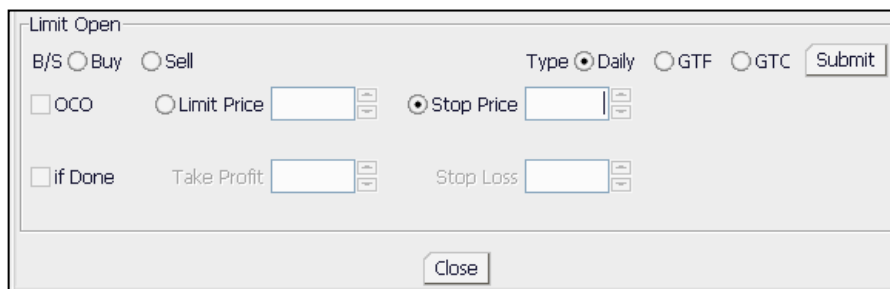 Limit Open
B/S Buy Sell Type Daily GTF GTC Submit
OCO Limit Price Stop Price
if Done Take Profit Stop Loss
Close